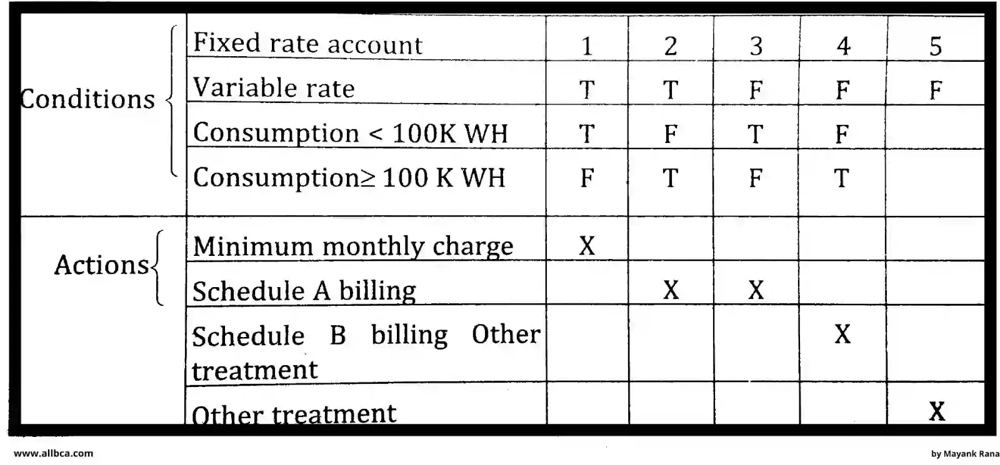 Fixed rate account 1 2 3 4 5
Conditions Variable rate T T F F F
Consumption < 100K WH T F T F
Consumption≥ 100 K WH F T F T
Actions Minimum monthly charge X
Schedule A billing X X
Schedule B billing Other X
treatment
Other treatment X
www.allbca.com by Mayank Rana